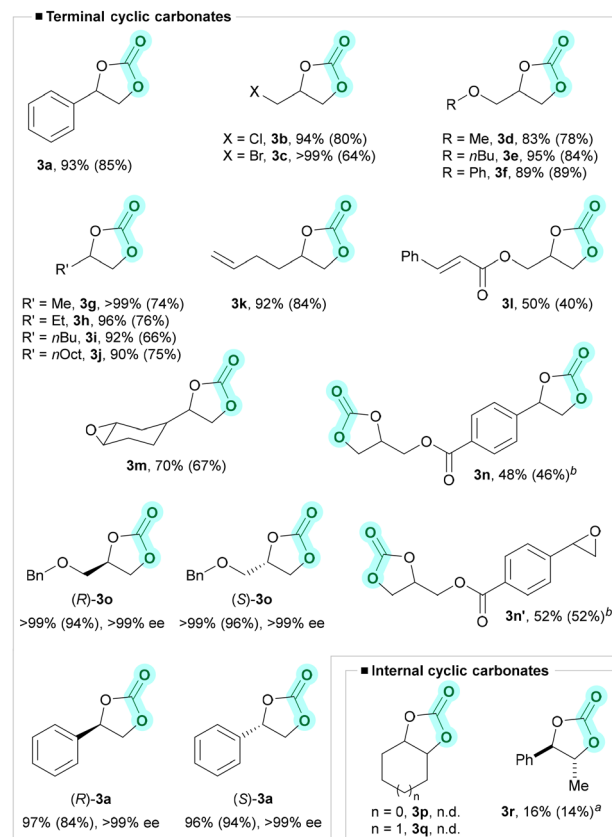 ■ Terminal cyclic carbonates
O
O
O
3a, 93% (85%)
O
O
O
X
X = Cl, 3b, 94% (80%)
X = Br, 3c, >99% (64%)
O
O
O
O
R
R = Me, 3d, 83% (78%)
R = nBu, 3e, 95% (84%)
R = Ph, 3f, 89% (89%)
O
O
O
R'
R' = Me, 3g, >99% (74%)
R' = Et, 3h, 96% (76%)
R' = nBu, 3i, 92% (66%)
R' = nOct, 3j, 90% (75%)
O
O
O
3k, 92% (84%)
O
O
O
Ph
O
O
3l, 50% (40%)
O
O
O
O
3m, 70% (67%)
O
O
O
O
O
O
O
O
3n, 48% (46%)b
O
O
O
BnO
(R)-3o
>99% (94%), >99% ee
O
O
O
BnO
(S)-3o
>99% (96%), >99% ee
O
O
O
O
O
O
3n', 52% (52%)b
O
O
O
(R)-3a
97% (84%), >99% ee
O
O
O
(S)-3a
96% (94%), >99% ee
■ Internal cyclic carbonates
O
O
O
n
n = 0, 3p, n.d.
n = 1, 3q, n.d.
O
O
O
Ph
Me
3r, 16% (14%)a